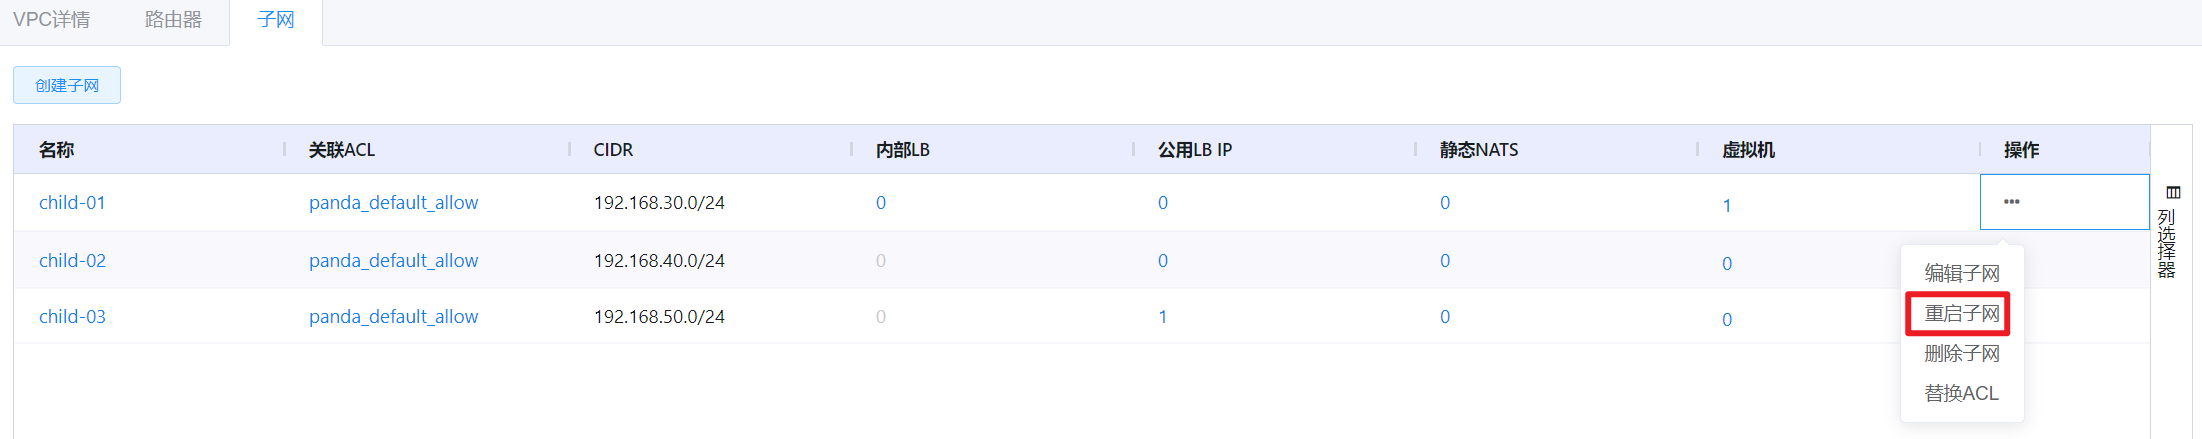 VPC详情 路由器 子网
创建子网
名称 关联ACL CIDR 内部LB 公用LB IP 静态NATS 虚拟机 操作
child-01 panda_default_allow 192.168.30.0/24 0 0 0 1 •••
child-02 panda_default_allow 192.168.40.0/24 0 0 0 0
child-03 panda_default_allow 192.168.50.0/24 0 1 0 0
编辑子网
重启子网
删除子网
替换ACL
列选择器